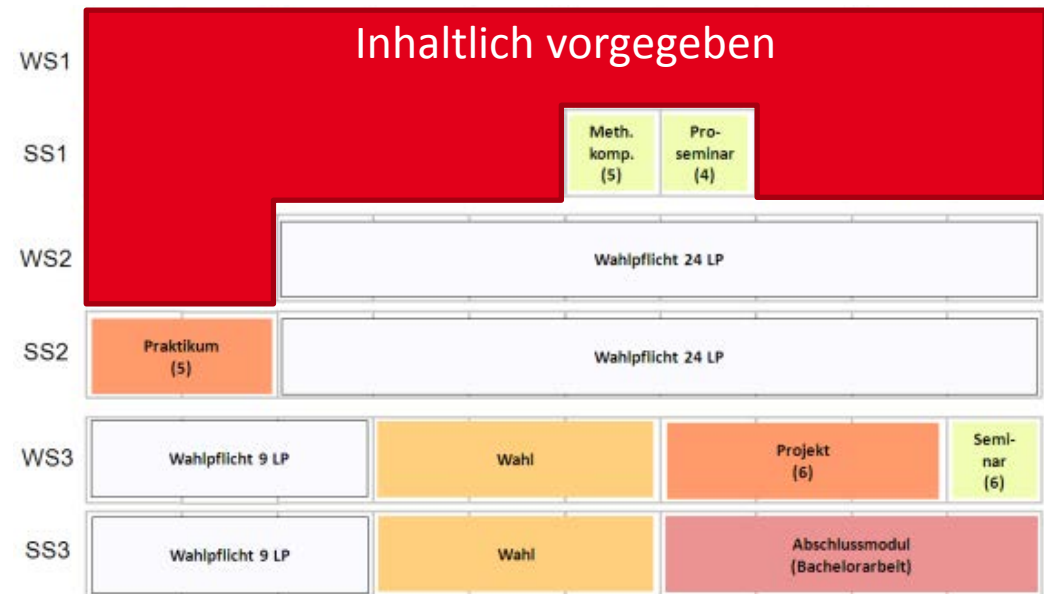 Inhaltlich vorgegeben
WS1
SS1
Meth.
komp.
(5)
Pro-
seminar
(4)
WS2
Wahlpflicht 24 LP
SS2
Praktikum
(5)
Wahlpflicht 24 LP
WS3
Wahlpflicht 9 LP
Wahl
Projekt
(6)
Semi-
nar
(6)
SS3
Wahlpflicht 9 LP
Wahl
Abschlussmodul
(Bachelorarbeit)